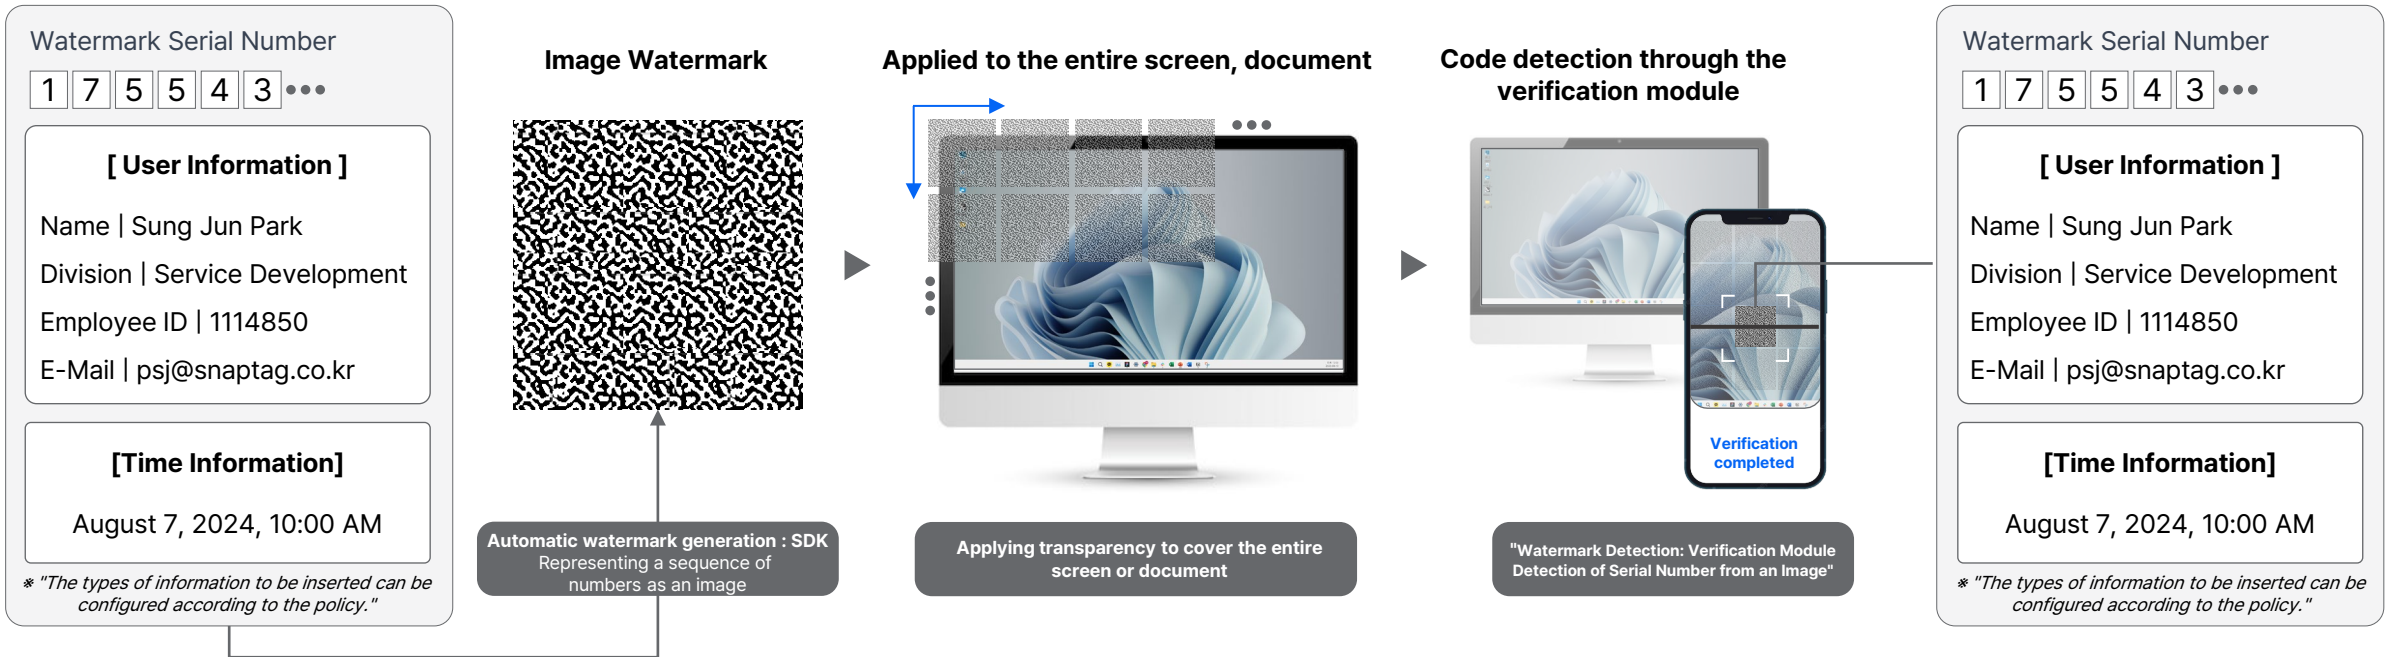 Watermark Serial Number
1 7 5 5 4 3
[ User Information ]
Name | Sung Jun Park
Division | Service Development
Employee ID | 1114850
E-Mail | psj@snaptag.co.kr
[Time Information]
August 7, 2024, 10:00 AM
※ "The types of information to be inserted can be
configured according to the policy."
Image Watermark
Automatic watermark generation : SDK
Representing a sequence of
numbers as an image
Applied to the entire screen, document
Applying transparency to cover the entire
screen or document
Code detection through the
verification module
Verification
completed
"Watermark Detection: Verification Module
Detection of Serial Number from an Image"
Watermark Serial Number
1 7 5 5 4 3
[ User Information ]
Name | Sung Jun Park
Division | Service Development
Employee ID | 1114850
E-Mail | psj@snaptag.co.kr
[Time Information]
August 7, 2024, 10:00 AM
※ "The types of information to be inserted can be
configured according to the policy."